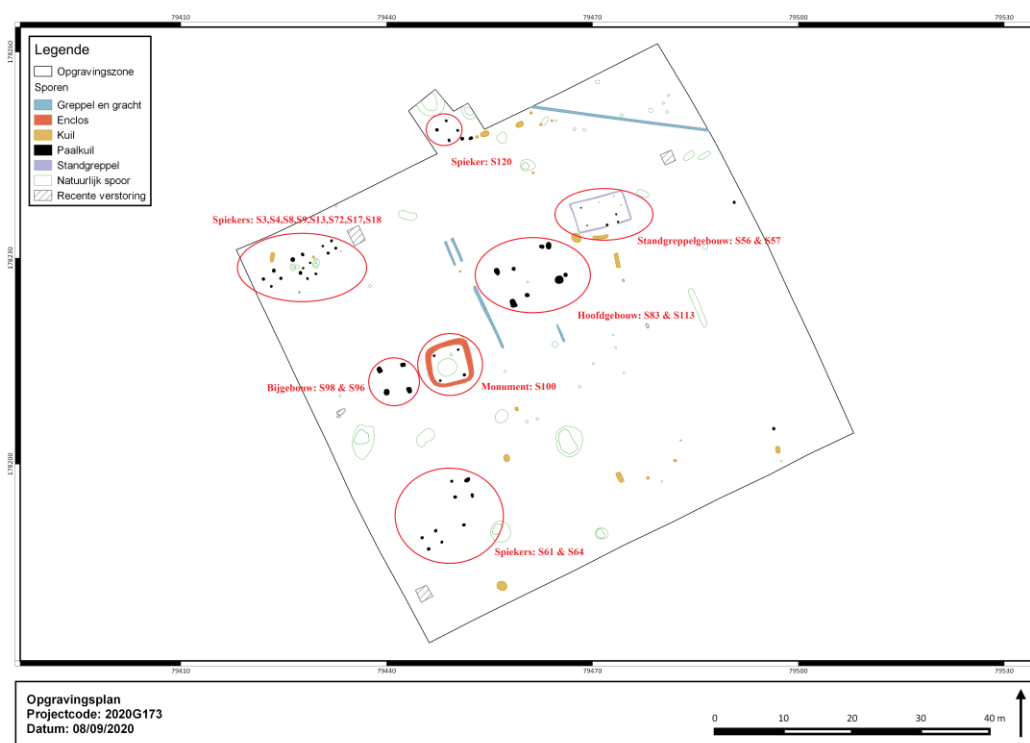 79410 79440 79470 79500 79530
178260
Legende
Opgravingszone
Sporen
Greppel en gracht
Enclos
Kuil
Paalkuil
Standgreppel
Natuurlijk spoor
Recente verstoring
Spieker: S120
Spiekers: S3,S4,S8,S9,S13,S72,S17,S18
Standgreppelgebouw: S56 & S57
178230
Hoofdgebouw: S83 & S113
Bijgebouw: S98 & S96
Monument: S100
178200
Spiekers: S61 & S64
79410 79440 79470 79500 79530
Opgravingsplan
Projectcode: 2020G173
Datum: 08/09/2020
0 10 20 30 40 m